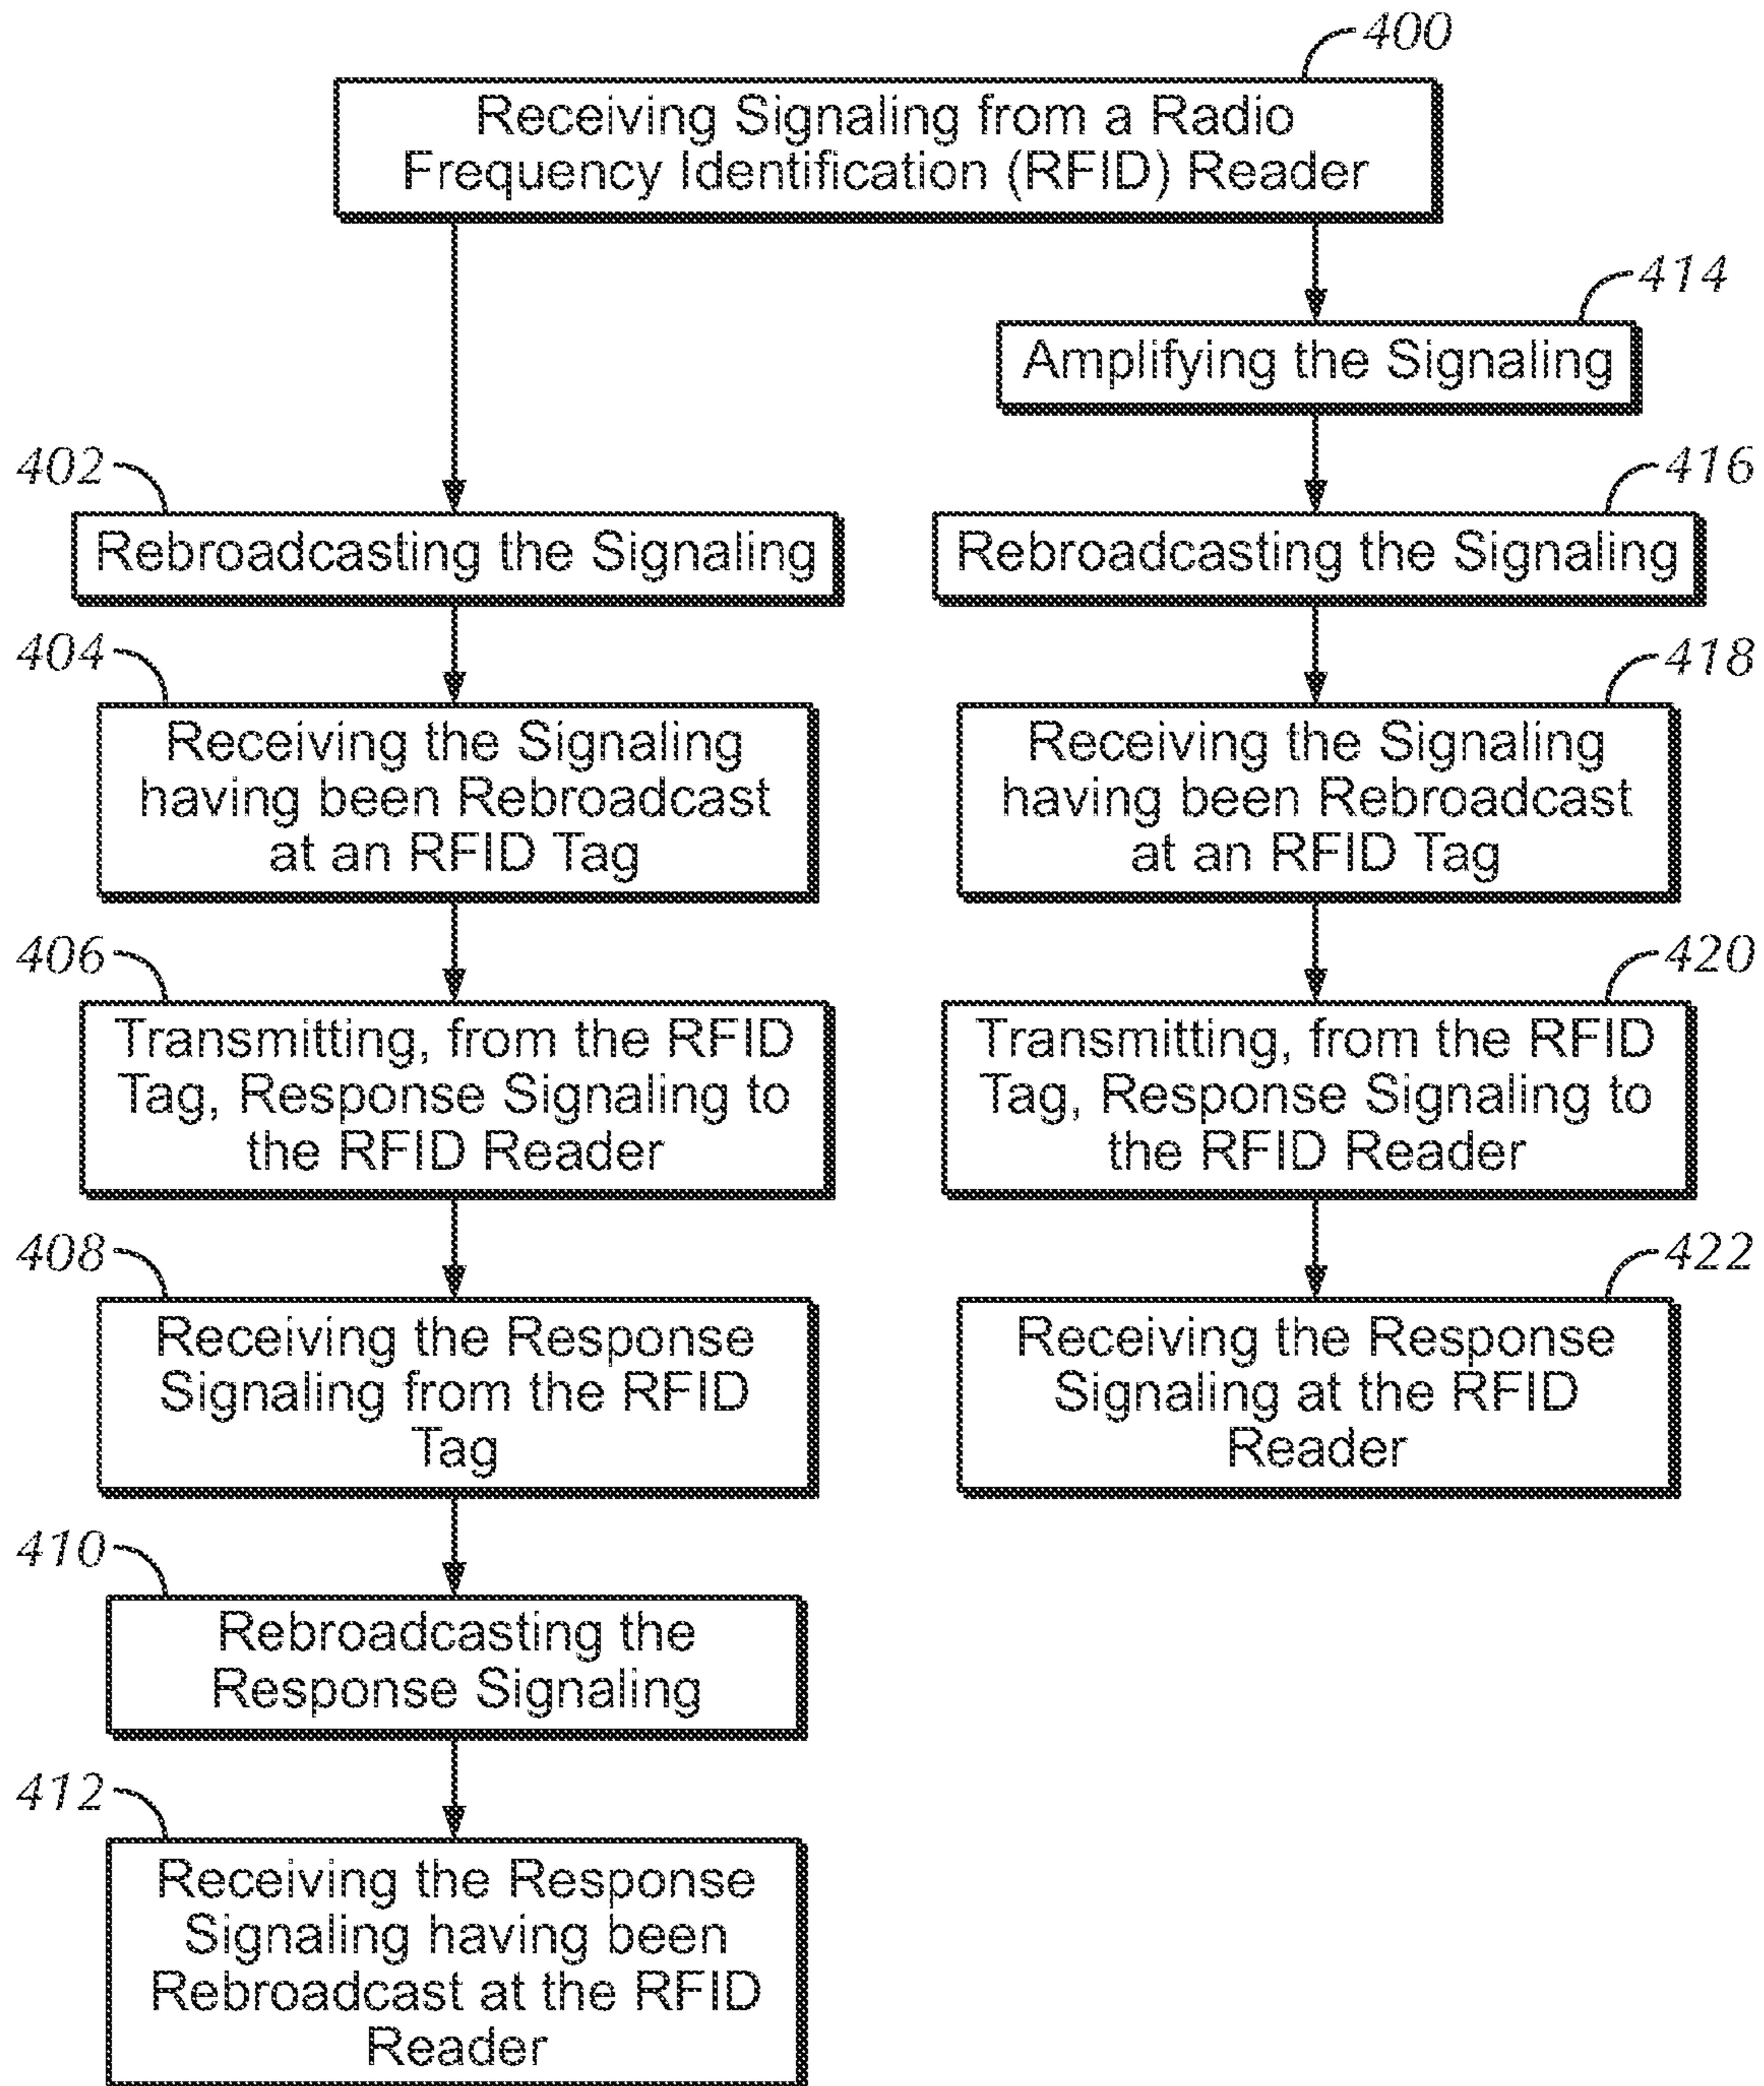 400
Receiving Signaling from a Radio
Frequency Identification (RFID) Reader
414
Amplifying the Signaling
402
Rebroadcasting the Signaling
416
Rebroadcasting the Signaling
404
Receiving the Signaling
having been Rebroadcast
at an RFID Tag
418
Receiving the Signaling
having been Rebroadcast
at an RFID Tag
406
Transmitting, from the RFID
Tag, Response Signaling to
the RFID Reader
420
Transmitting, from the RFID
Tag, Response Signaling to
the RFID Reader
408
Receiving the Response
Signaling from the RFID
Tag
422
Receiving the Response
Signaling at the RFID
Reader
410
Rebroadcasting the
Response Signaling
412
Receiving the Response
Signaling having been
Rebroadcast at the RFID
Reader